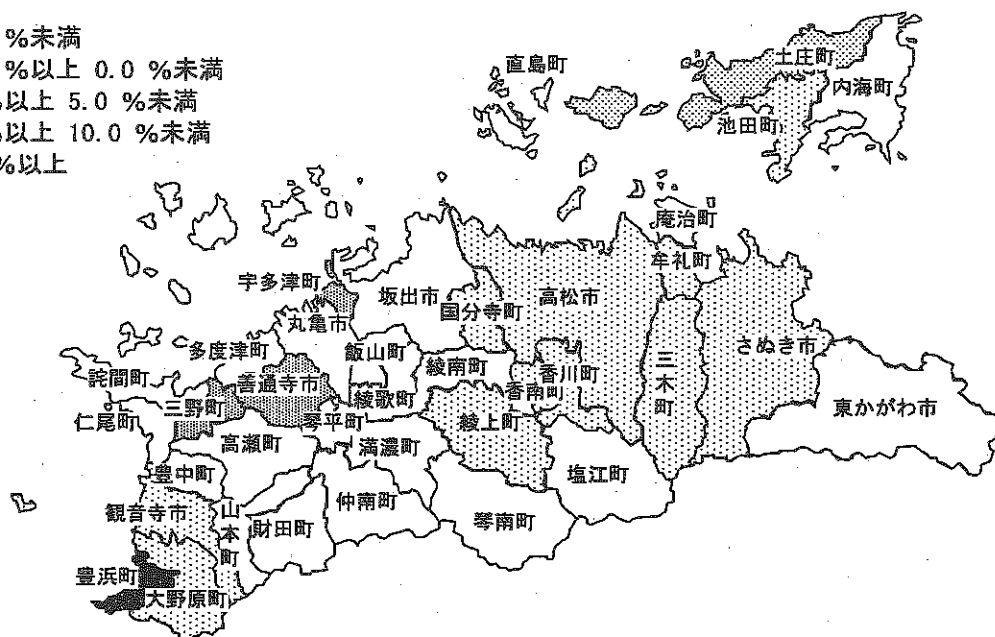 %未満
%以上 0.0 %未満
%以上 5.0 %未満
%以上 10.0 %未満
%以上
直島町
土庄町
内海町
池田町
庵治町
牟礼町
宇多津町
坂出市
国分寺町
高松市
丸亀市
多度津町
飯山町
綾南町
さぬき市
三木町
詫間町
善通寺市
香川町
香南町
三野町
綾歌町
東かがわ市
仁尾町
琴平町
綾上町
高瀬町
満濃町
豊中町
塩江町
仲南町
観音寺市
山本町
財田町
琴南町
豊浜町
大野原町